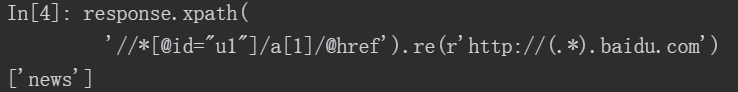 In[4]: response.xpath(
'//*[@id="u1"]/a[1]/@href').re(r'http://(.*).baidu.com')
['news']